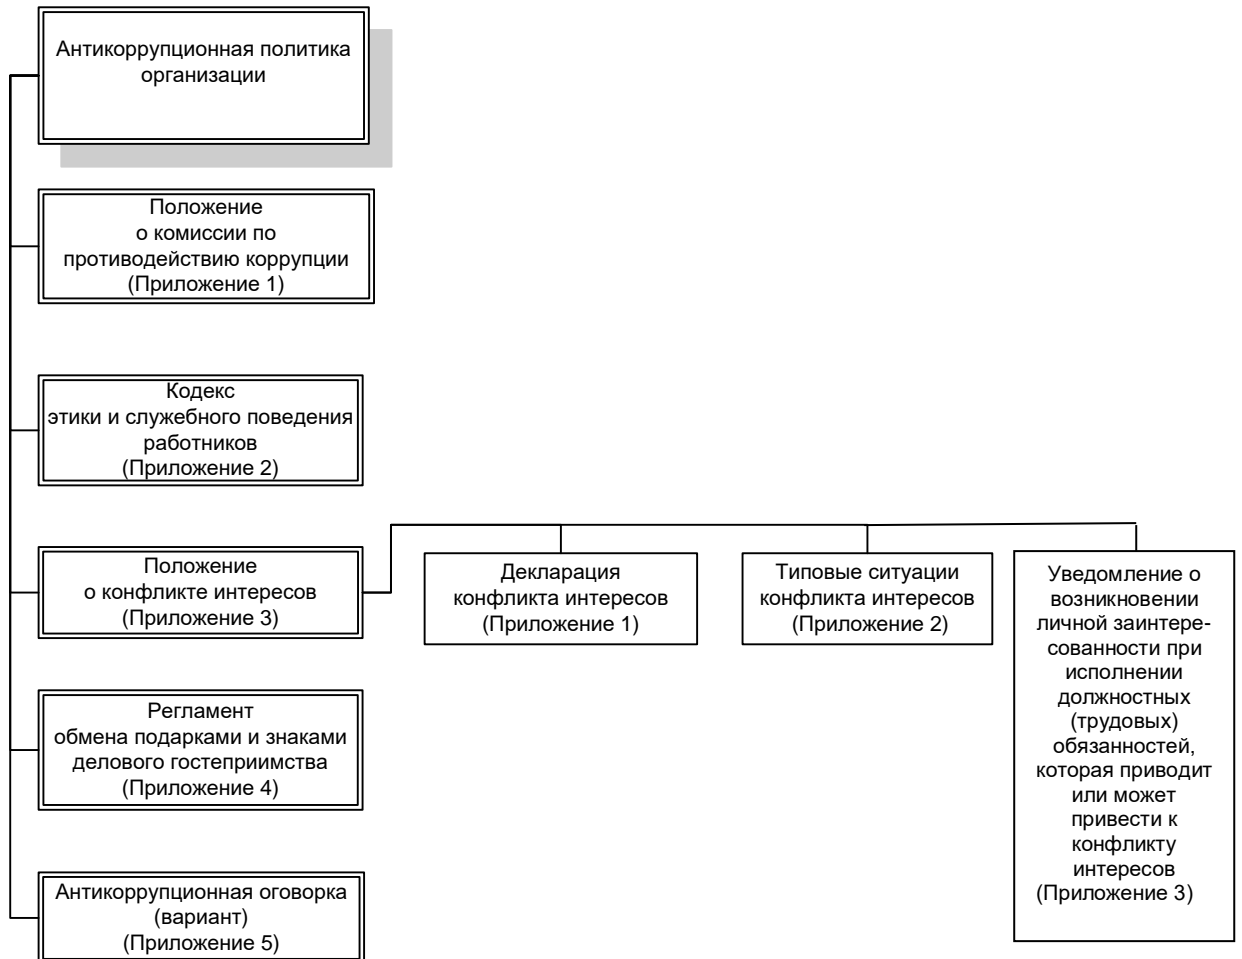 Антикоррупционная политика
организации
Положение
о комиссии по
противодействию коррупции
(Приложение 1)
Кодекс
этики и служебного поведения
работников
(Приложение 2)
Положение
о конфликте интересов
(Приложение 3)
Декларация
конфликта интересов
(Приложение 1)
Типовые ситуации
конфликта интересов
(Приложение 2)
Уведомление о
возникновении
личной заинтере-
сованности при
исполнении
должностных
(трудовых)
обязанностей,
которая приводит
или может
привести к
конфликту
интересов
(Приложение 3)
Регламент
обмена подарками и знаками
делового гостеприимства
(Приложение 4)
Антикоррупционная оговорка
(вариант)
(Приложение 5)